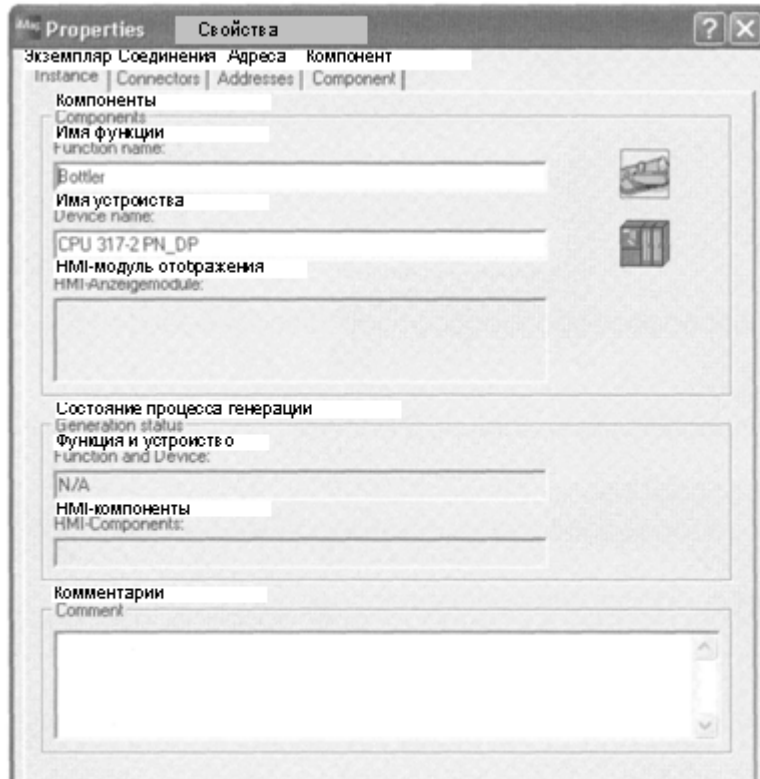 iMap Properties Свойства
Экземпляр Соединения Адреса Компонент
Instance Connectors Addresses Component
Компоненты
Components
Имя функции
Function name:
Bottler
Имя устройства
Device name:
CPU 317-2 PN_DP
HMI-модуль отображения
HMI-Anzeigemodule:
Состояние процесса генерации
Generation status
Функция и устройство
Function and Device:
N/A
HMI-компоненты
HMI-Components:
Комментарии
Comment